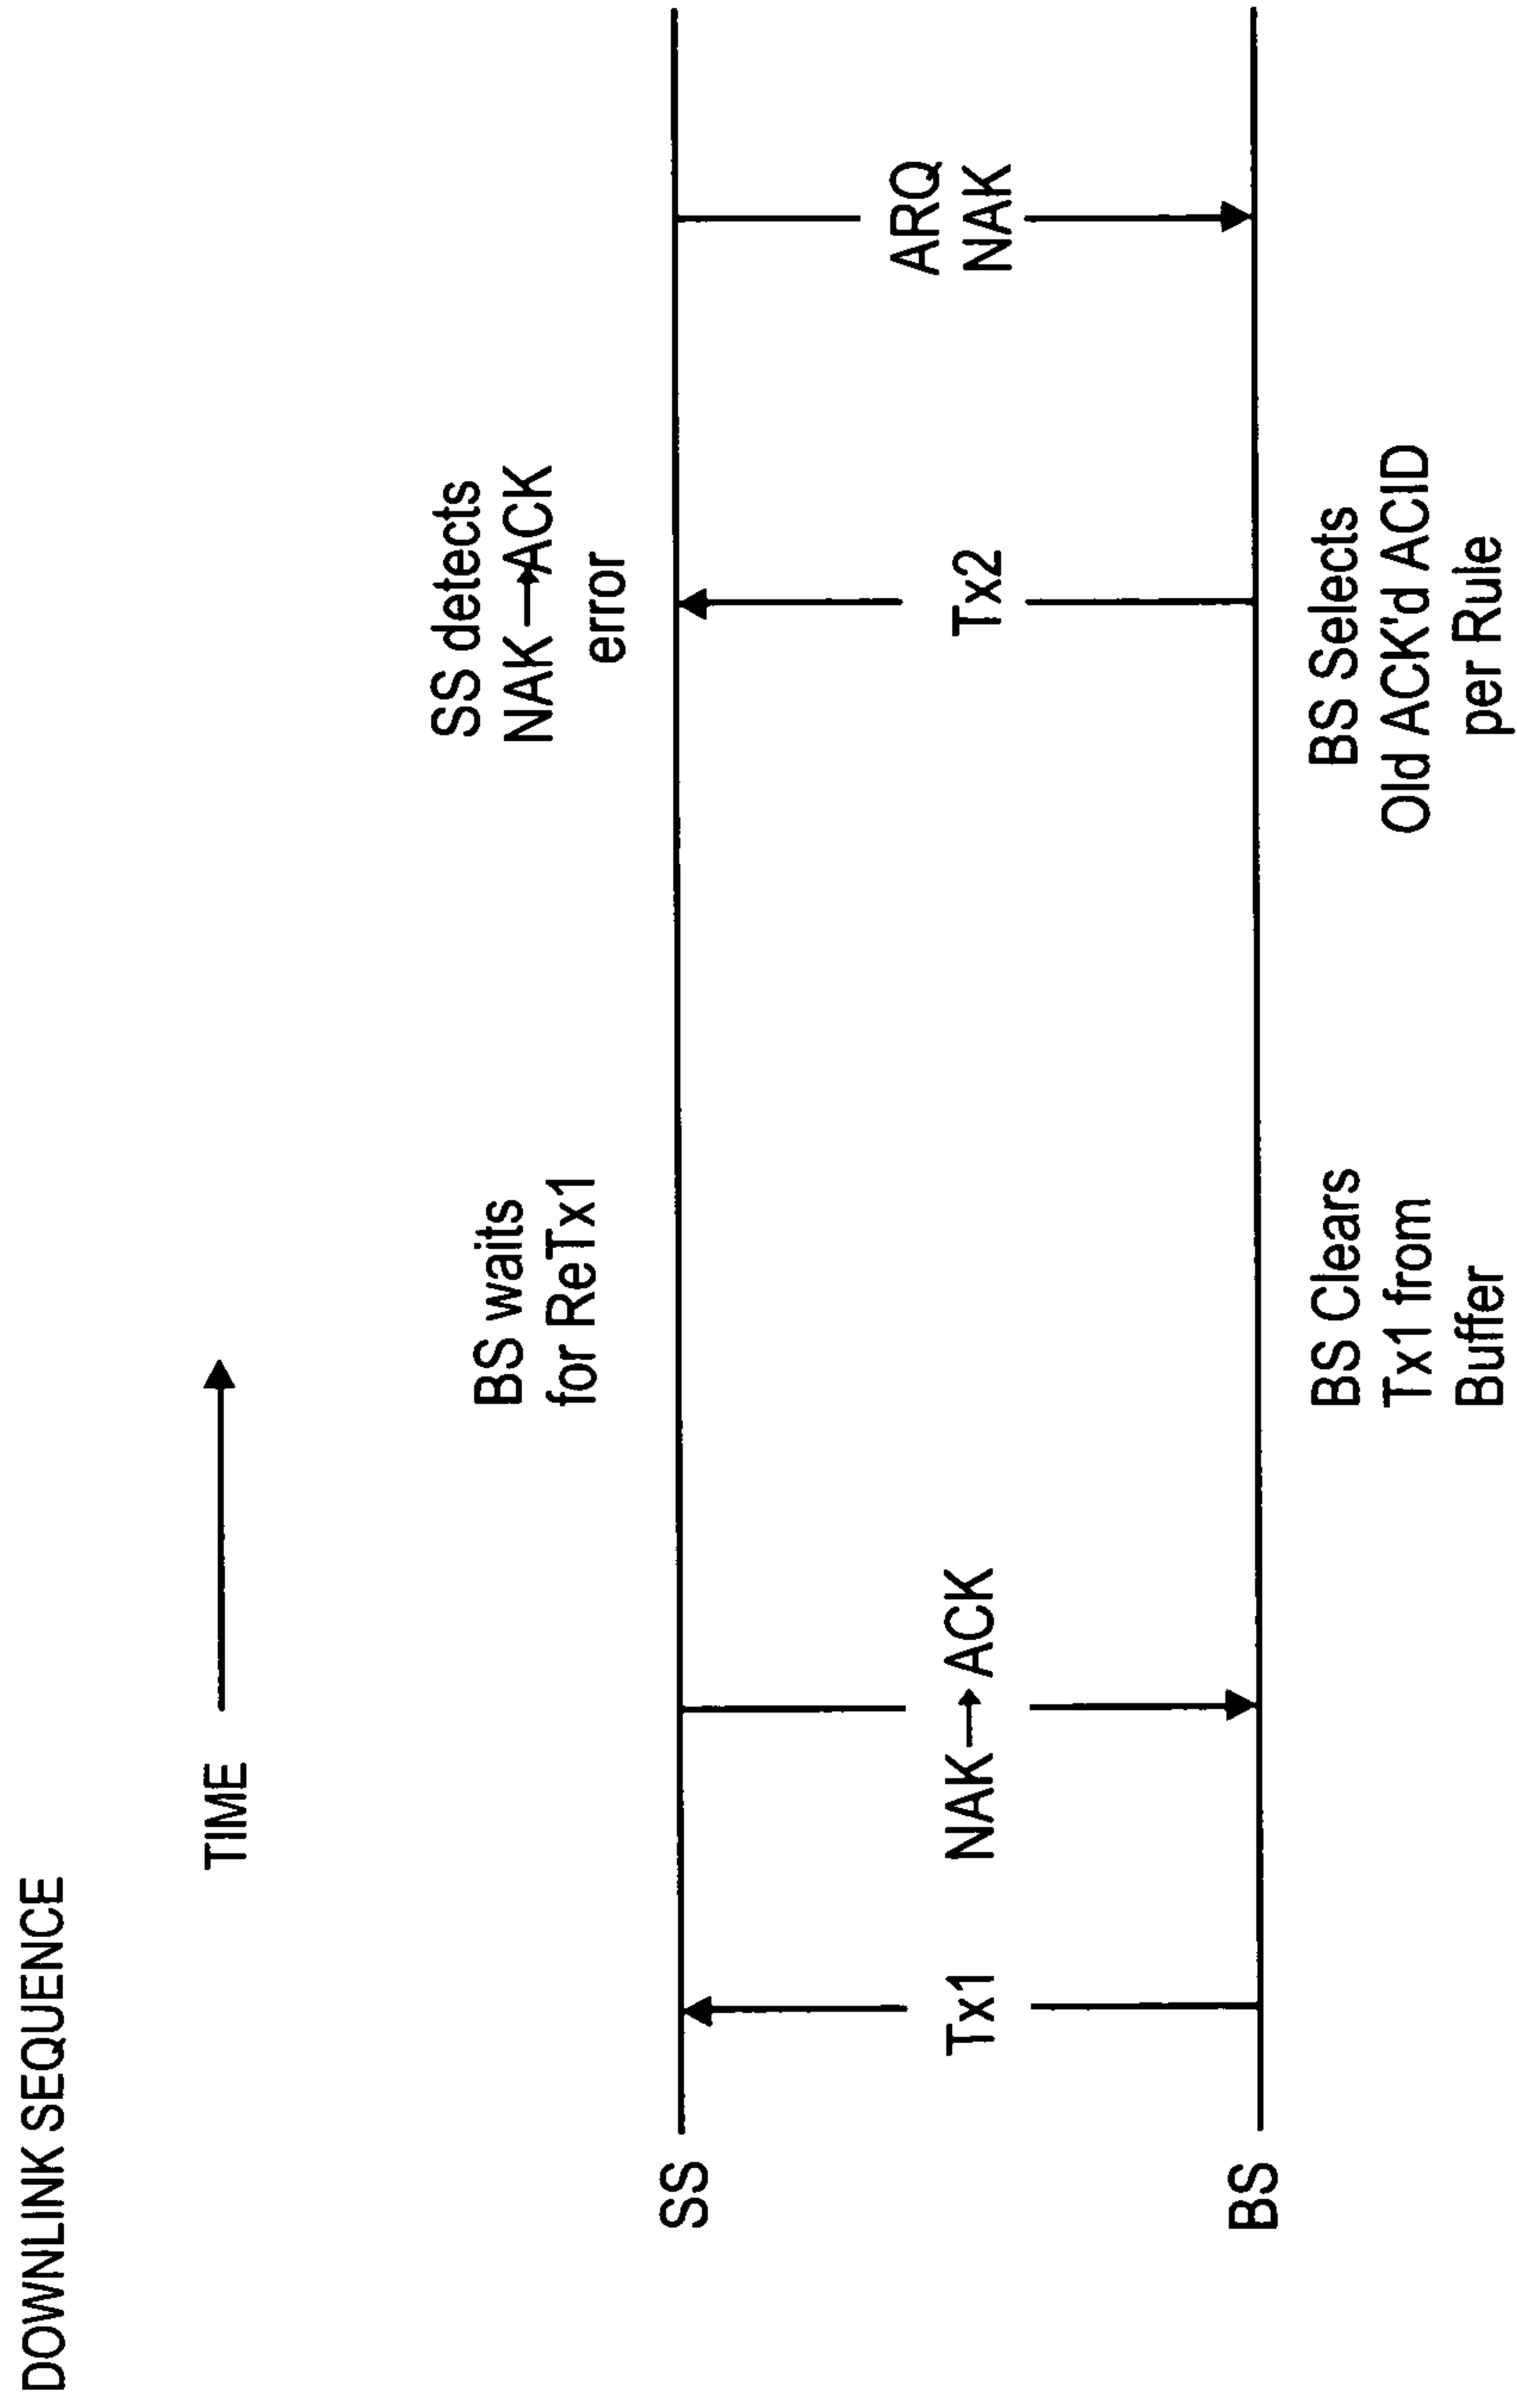 DOWNLINK SEQUENCE
TIME
BS waits
for ReTx1
SS detects
NAK→ACK
error
SS
Tx1
NAK→ACK
Tx2
ARQ
NAK
BS
BS Clears
Tx1 from
Buffer
BS Selects
Old ACK'd ACID
per Rule